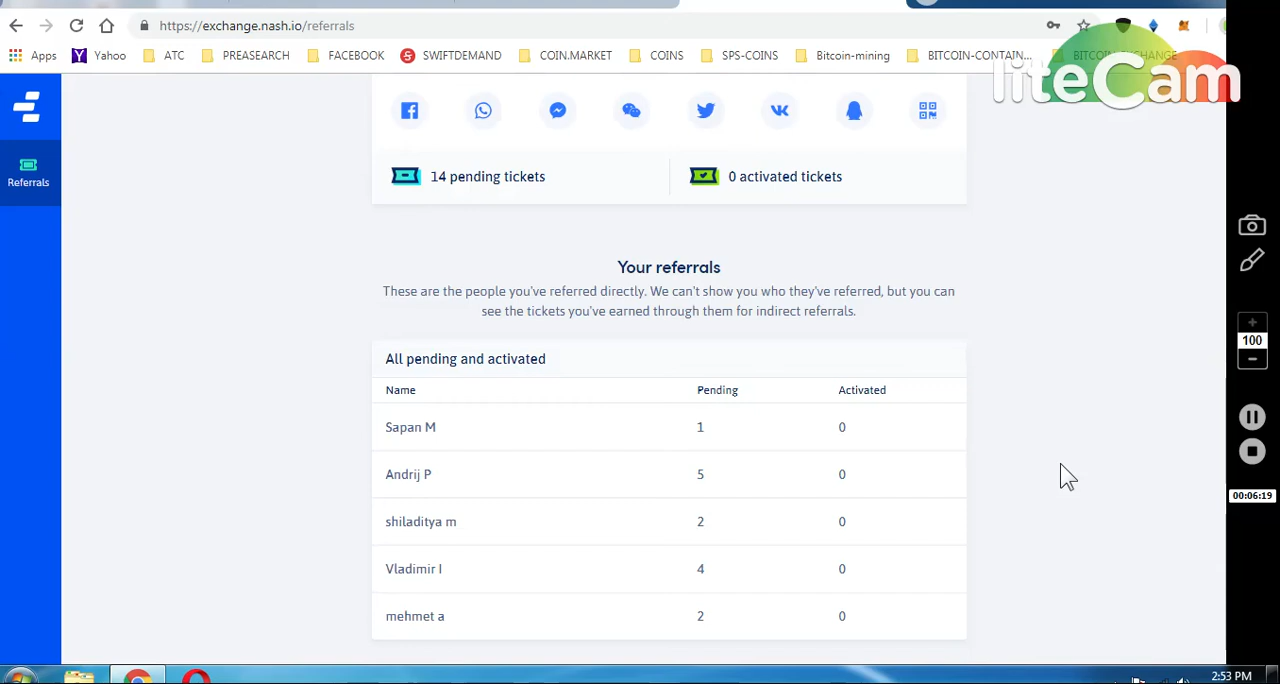 https://exchange.nash.io/referrals
Apps Yahoo ATC PREASEARCH FACEBOOK SWIFTDEMAND COIN.MARKET COINS SPS-COINS Bitcoin-mining BITCOIN-CONTAIN... BITCOIN-EXCHANGE
liteCam
Referrals
14 pending tickets 0 activated tickets
Your referrals
These are the people you've referred directly. We can't show you who they've referred, but you can
see the tickets you've earned through them for indirect referrals.
All pending and activated
Name Pending Activated
Sapan M 1 0
Andrij P 5 0
shiladitya m 2 0
Vladimir I 4 0
mehmet a 2 0
100
00:06:19
2:53 PM